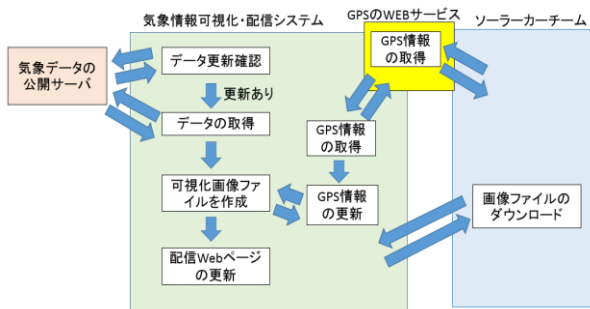 気象情報可視化・配信システム
GPSのWEBサービス
ソーラーカーチーム
気象データの
公開サーバ
データ更新確認
更新あり
データの取得
可視化画像ファ
イルを作成
配信Webページ
の更新
GPS情報
の取得
GPS情報
の更新
GPS情報
の取得
画像ファイルの
ダウンロード